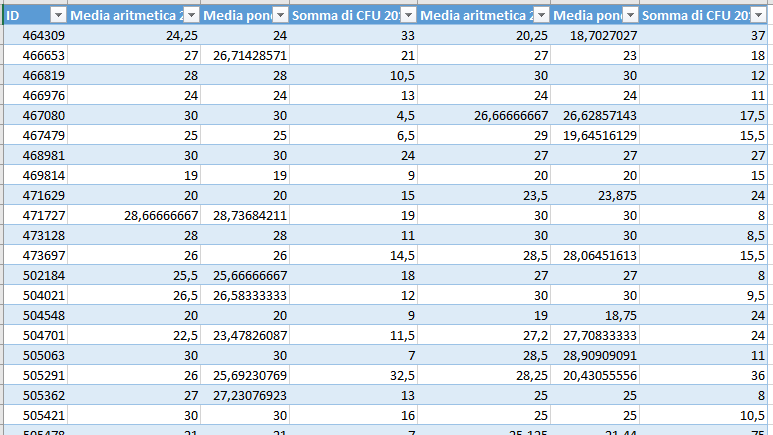 ID Media aritmetica 2 Media pon Somma di CFU 20 Media aritmetica 2 Media pon Somma di CFU 20
464309 24,25 24 33 20,25 18,7027027 37
466653 27 26,71428571 21 27 23 18
466819 28 28 10,5 30 30 12
466976 24 24 13 24 24 11
467080 30 30 4,5 26,66666667 26,62857143 17,5
467479 25 25 6,5 29 19,64516129 15,5
468981 30 30 24 27 27 27
469814 19 19 9 20 20 15
471629 20 20 15 23,5 23,875 24
471727 28,66666667 28,73684211 19 30 30 8
473128 28 28 11 30 30 8,5
473697 26 26 14,5 28,5 28,06451613 15,5
502184 25,5 25,66666667 18 27 27 8
504021 26,5 26,58333333 12 30 30 9,5
504548 20 20 9 19 18,75 24
504701 22,5 23,47826087 11,5 27,2 27,70833333 24
505063 30 30 7 28,5 28,90909091 11
505291 26 25,69230769 32,5 28,25 20,43055556 36
505362 27 27,23076923 13 25 25 8
505421 30 30 16 25 25 10,5